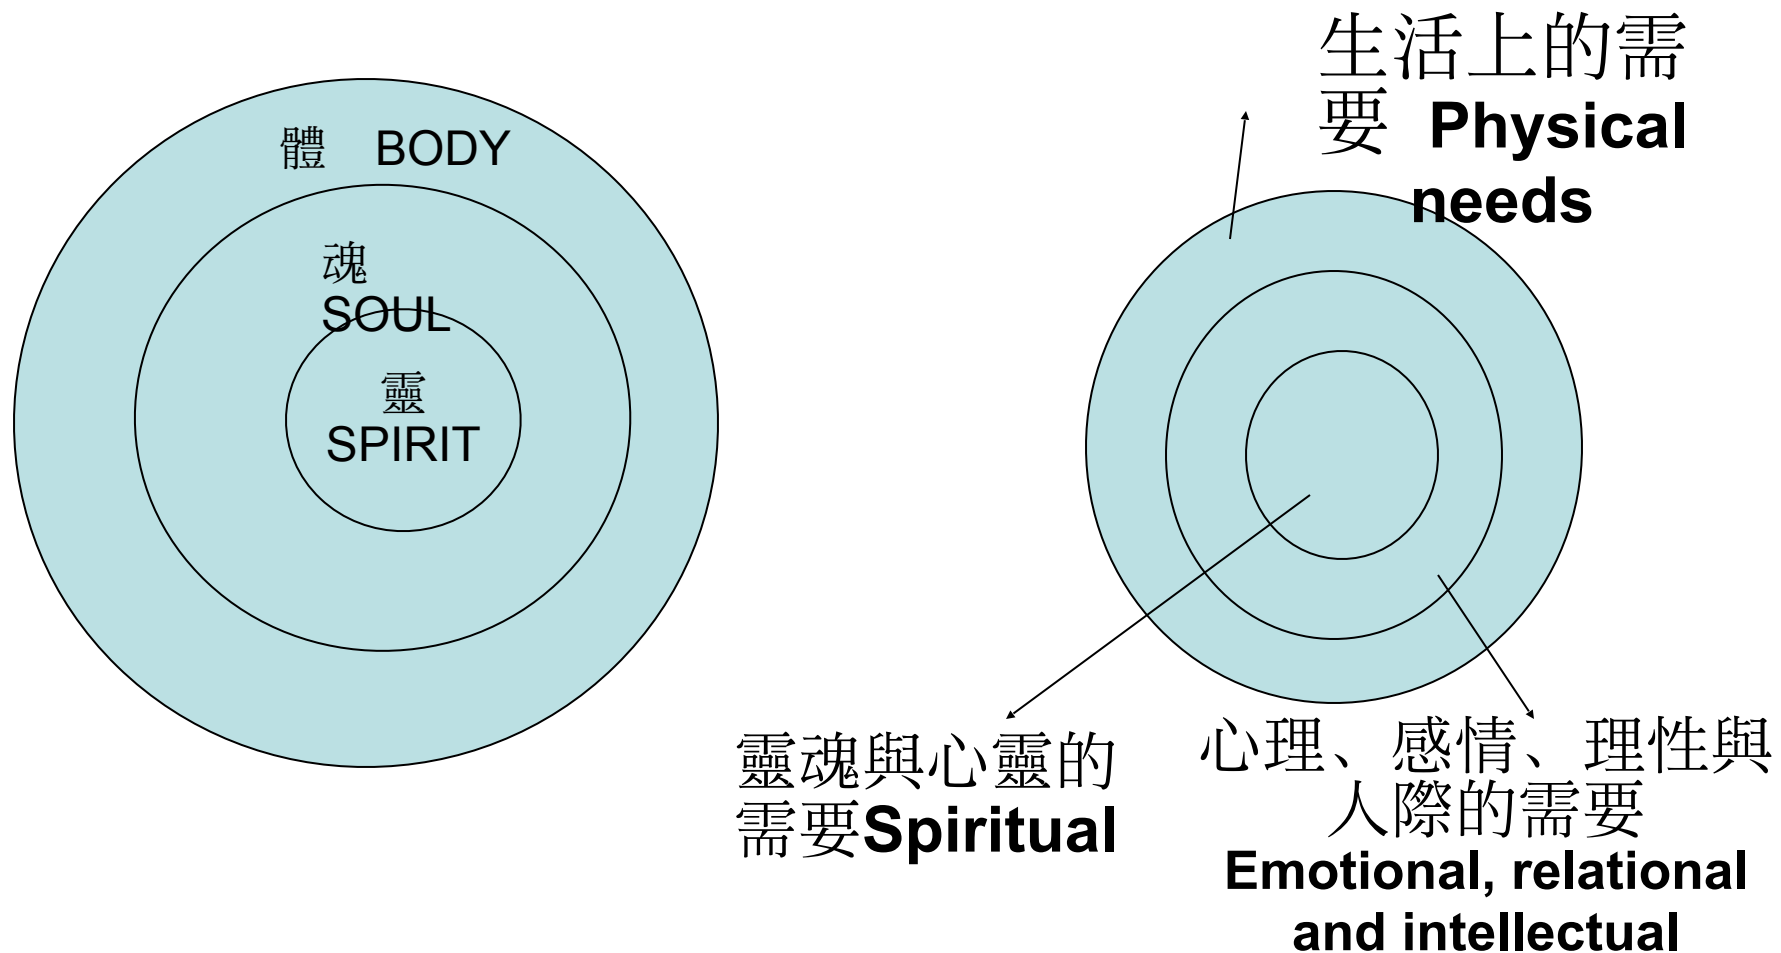 體 BODY
魂
SOUL
靈
SPIRIT
生活上的需
要 Physical
needs
靈魂與心靈的
需要Spiritual
心理、感情、理性與
人際的需要
Emotional, relational
and intellectual